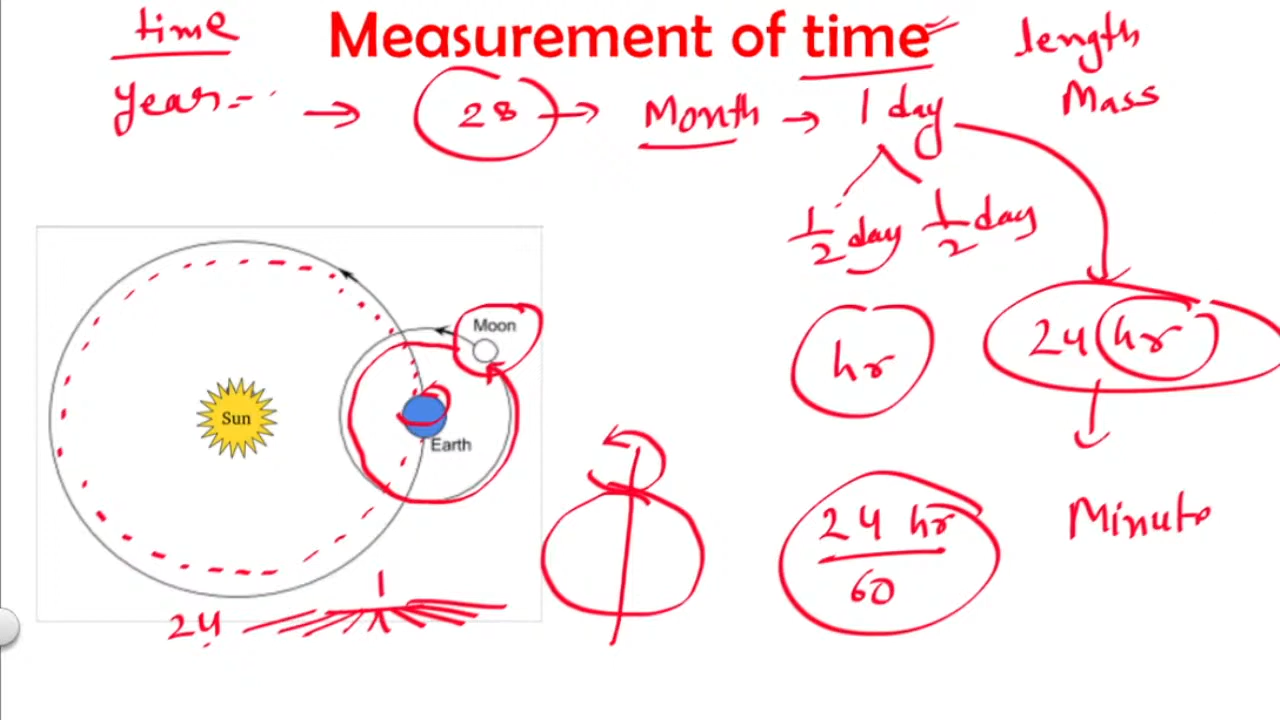 time
Measurement of time
length
Mass
year = → 28 → Month → 1 day
1/2 day 1/2 day
Moon
hr
24 hr
Sun
Earth
24 hr
60
Minute
24